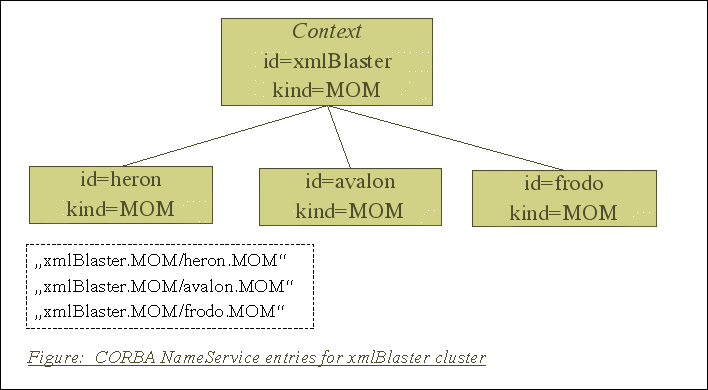 Context
id=xmlBlaster
kind=MOM
id=heron
kind=MOM
id=avalon
kind=MOM
id=frodo
kind=MOM
„xmlBlaster.MOM/heron.MOM“
„xmlBlaster.MOM/avalon.MOM“
„xmlBlaster.MOM/frodo.MOM“
Figure: CORBA NameService entries for xmlBlaster cluster